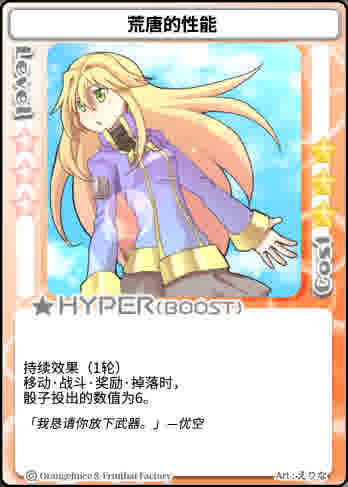 荒唐的性能
Level
Cost
HYPER(BOOST)
持续效果（1轮）
移动·战斗·奖励·掉落时，
骰子投出的数值为6。
「我恳请你放下武器。」—优空
© OrangeJuice & Fruitbat Factory
Art:えりな